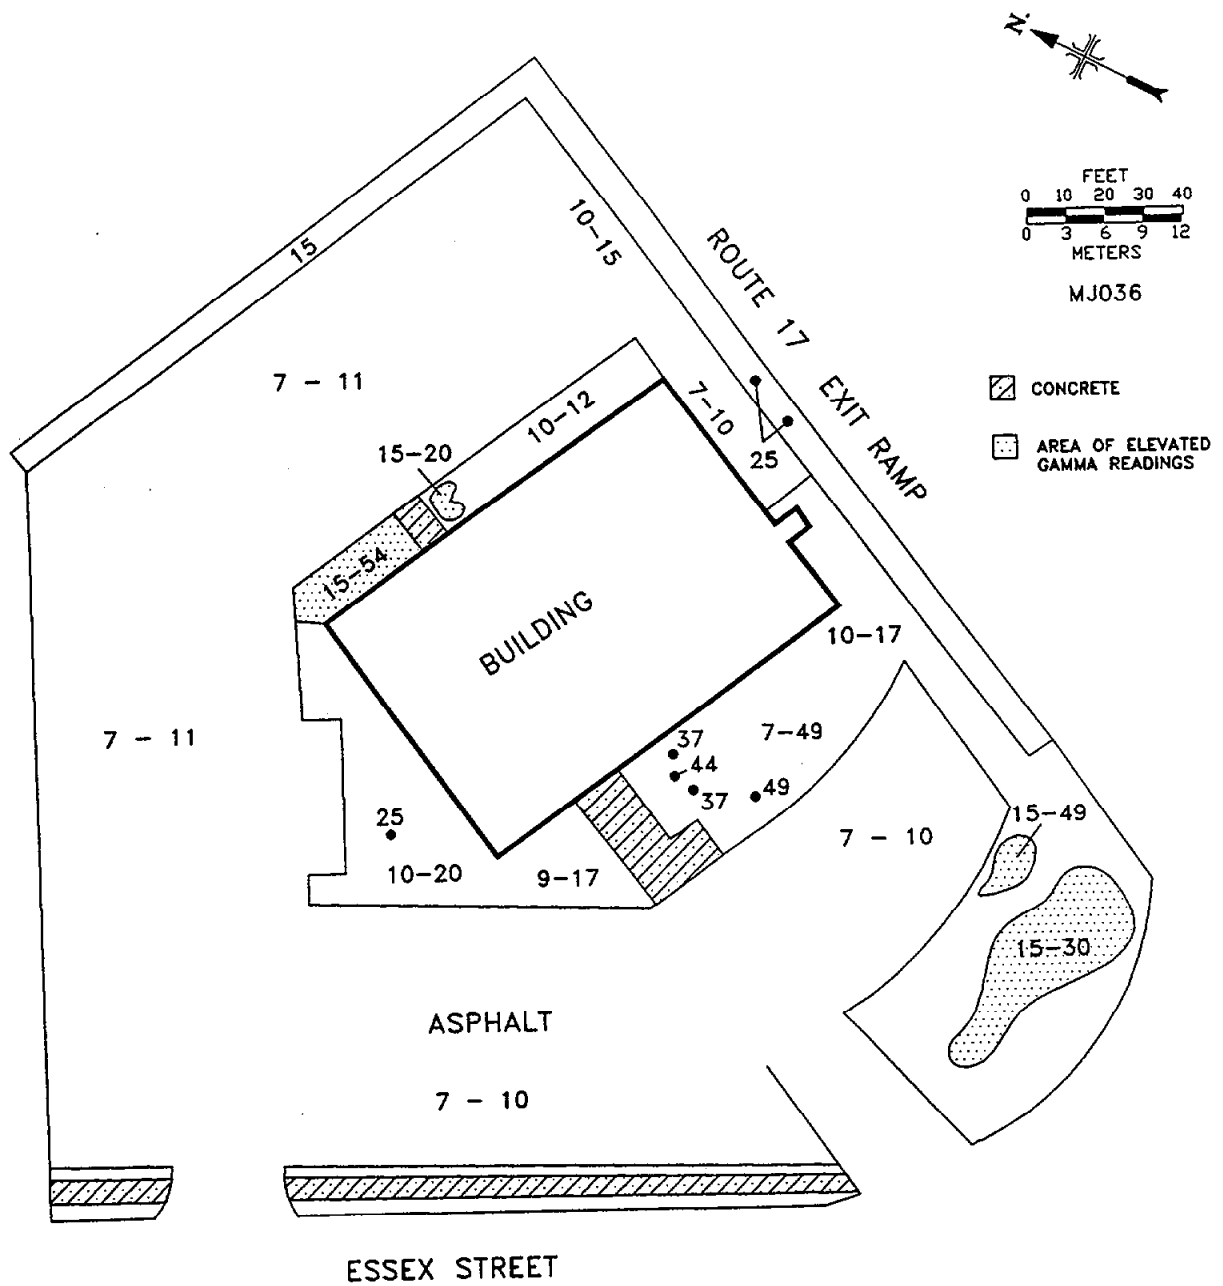 N
FEET
0 10 20 30 40
0 3 6 9 12
METERS
MJ036
CONCRETE
AREA OF ELEVATED
GAMMA READINGS
15
10-15
ROUTE 17
EXIT RAMP
7 - 11
10-12
7-10
15-20
25
15-54
BUILDING
10-17
7 - 11
37
7-49
44
37
49
25
10-20
9-17
7 - 10
15-49
15-30
ASPHALT
7 - 10
ESSEX STREET